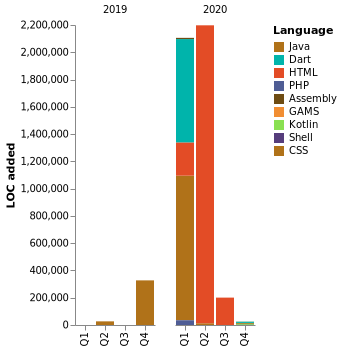 2019
2020
LOC added
2,200,000
2,000,000
1,800,000
1,600,000
1,400,000
1,200,000
1,000,000
800,000
600,000
400,000
200,000
0
Q1
Q2
Q3
Q4
Q1
Q2
Q3
Q4
Language
Java
Dart
HTML
PHP
Assembly
GAMS
Kotlin
Shell
CSS